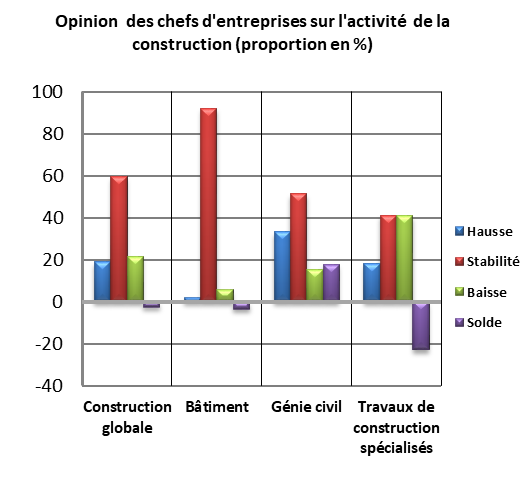 Opinion des chefs d'entreprises sur l'activité de la
construction (proportion en %)
100
80
60
40
20
0
-20
-40
Hausse
Stabilité
Baisse
Solde
Construction
globale
Bâtiment
Génie civil
Travaux de
construction
spécialisés